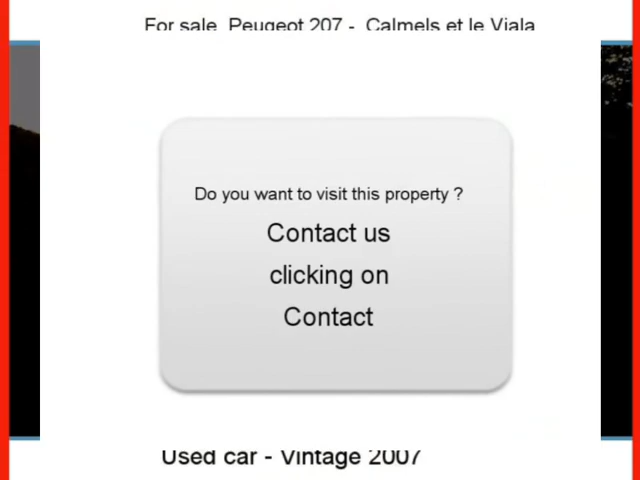 For sale Peugeot 207 - Calmels et le Viala
Do you want to visit this property ?
Contact us
clicking on
Contact
Used car - Vintage 2007